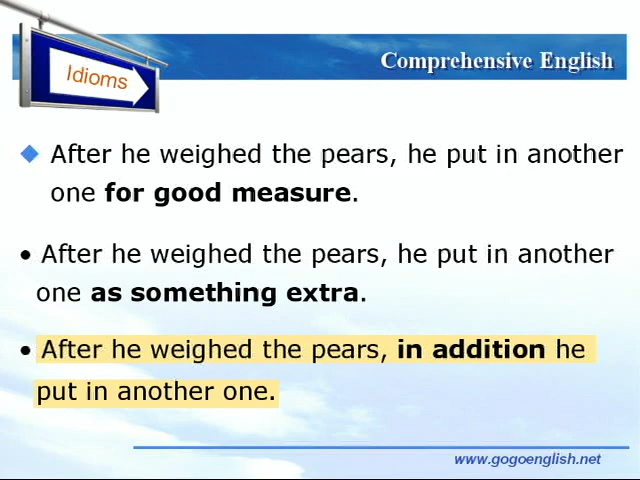 Idioms
Comprehensive English
After he weighed the pears, he put in another
one for good measure.
• After he weighed the pears, he put in another
one as something extra.
• After he weighed the pears, in addition he
put in another one.
www.gogoenglish.net